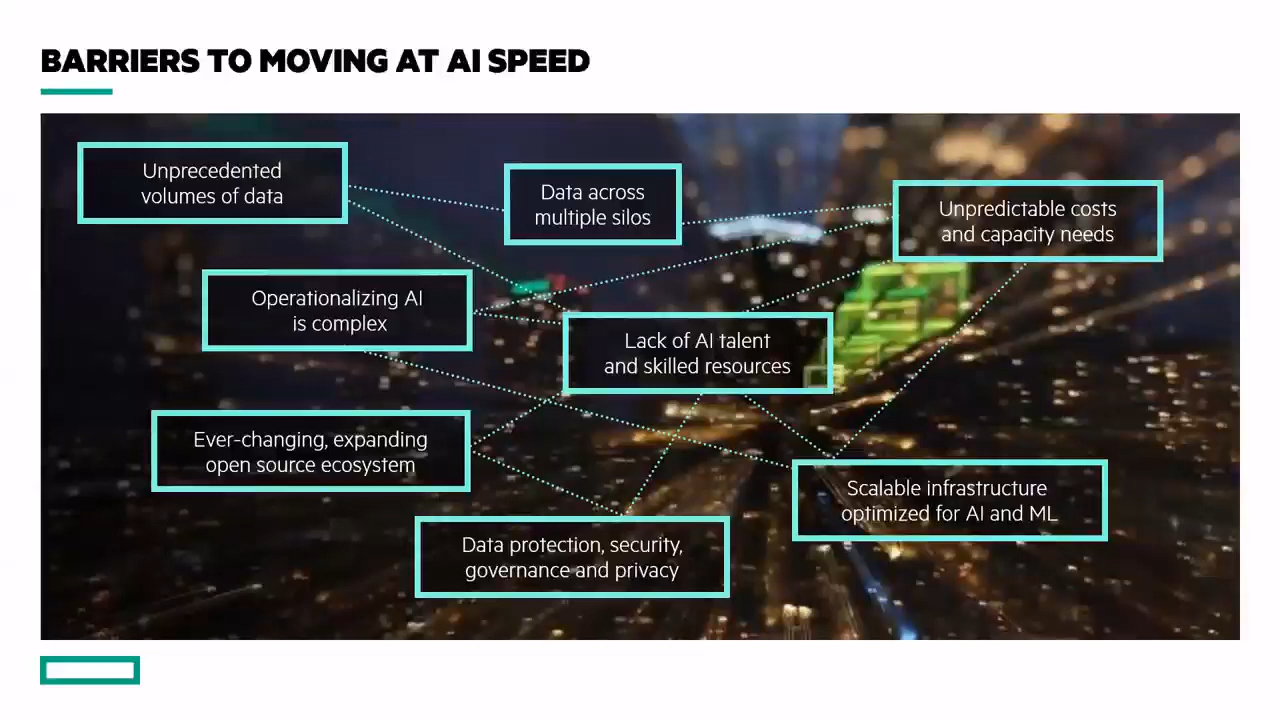 BARRIERS TO MOVING AT AI SPEED
Unprecedented
volumes of data
Data across
multiple silos
Unpredictable costs
and capacity needs
Operationalizing AI
is complex
Lack of AI talent
and skilled resources
Ever-changing, expanding
open source ecosystem
Scalable infrastructure
optimized for AI and ML
Data protection, security,
governance and privacy